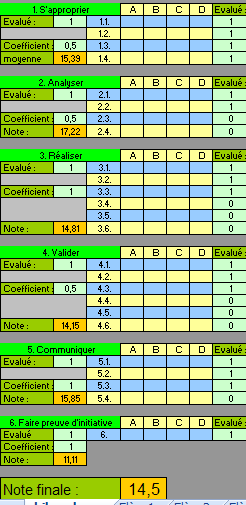 1. S'approprier A B C D Evalué :
Evalué : 1 1.1. 1
1.2. 1
Coefficient : 0,5 1.3. 1
moyenne 15,39 1.4. 1
2. Analyser A B C D Evalué :
Evalué : 1 2.1. 1
2.2. 1
Coefficient : 0,5 2.3. 1
Note : 17,22 2.4. 0
3. Réaliser A B C D Evalué :
Evalué : 1 3.1. 1
3.2. 1
Coefficient : 1 3.3. 1
3.4. 0
3.5. 0
Note : 14,81 3.6. 0
4. Valider A B C D Evalué :
Evalué : 1 4.1. 1
4.2. 1
Coefficient : 0,5 4.3. 1
4.4. 0
4.5. 0
Note : 14,15 4.6. 0
5. Communiquer A B C D Evalué :
Evalué : 1 5.1. 1
5.2. 1
Coefficient : 1 5.3. 1
Note : 15,85 5.4. 0
6. Faire preuve d'initiative A B C D Evalué :
Evalué 1 6. 1
Coefficient : 1
Note : 11,11
Note finale : 14,5